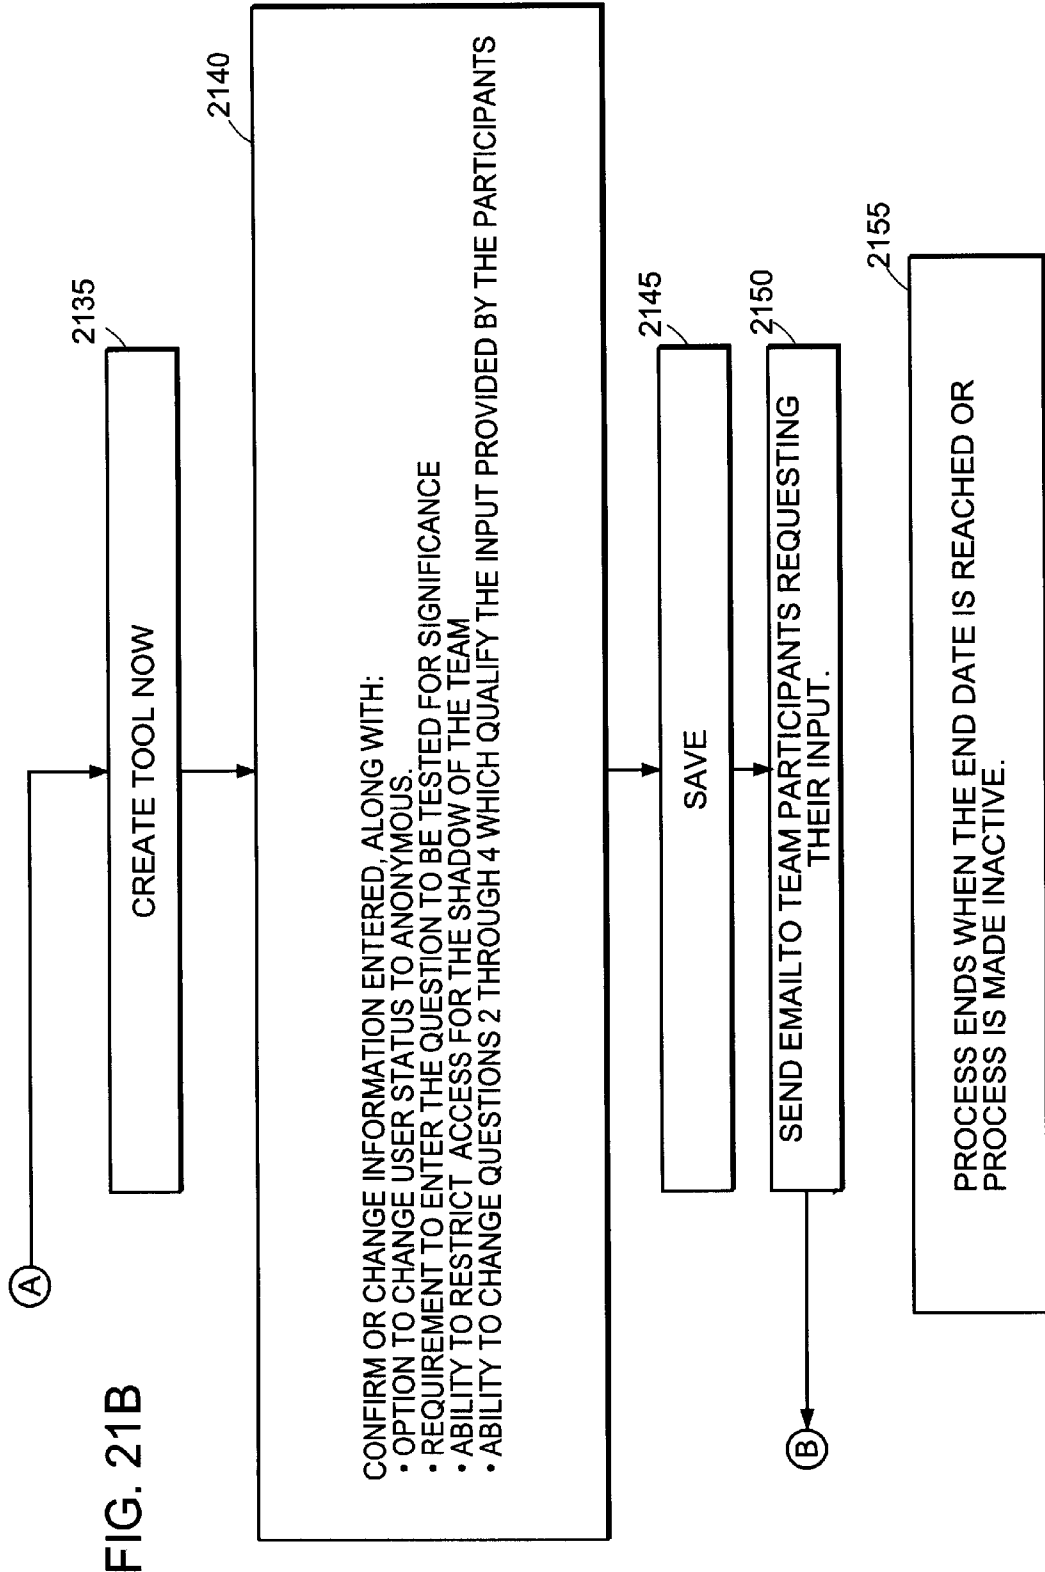 FIG. 21B
A
2135
CREATE TOOL NOW
2140
CONFIRM OR CHANGE INFORMATION ENTERED, ALONG WITH:
• OPTION TO CHANGE USER STATUS TO ANONYMOUS.
• REQUIREMENT TO ENTER THE QUESTION TO BE TESTED FOR SIGNIFICANCE
• ABILITY TO RESTRICT ACCESS FOR THE SHADOW OF THE TEAM
• ABILITY TO CHANGE QUESTIONS 2 THROUGH 4 WHICH QUALIFY THE INPUT PROVIDED BY THE PARTICIPANTS
2145
SAVE
2150
SEND EMAILTO TEAM PARTICIPANTS REQUESTING
THEIR INPUT.
B
2155
PROCESS ENDS WHEN THE END DATE IS REACHED OR
PROCESS IS MADE INACTIVE.